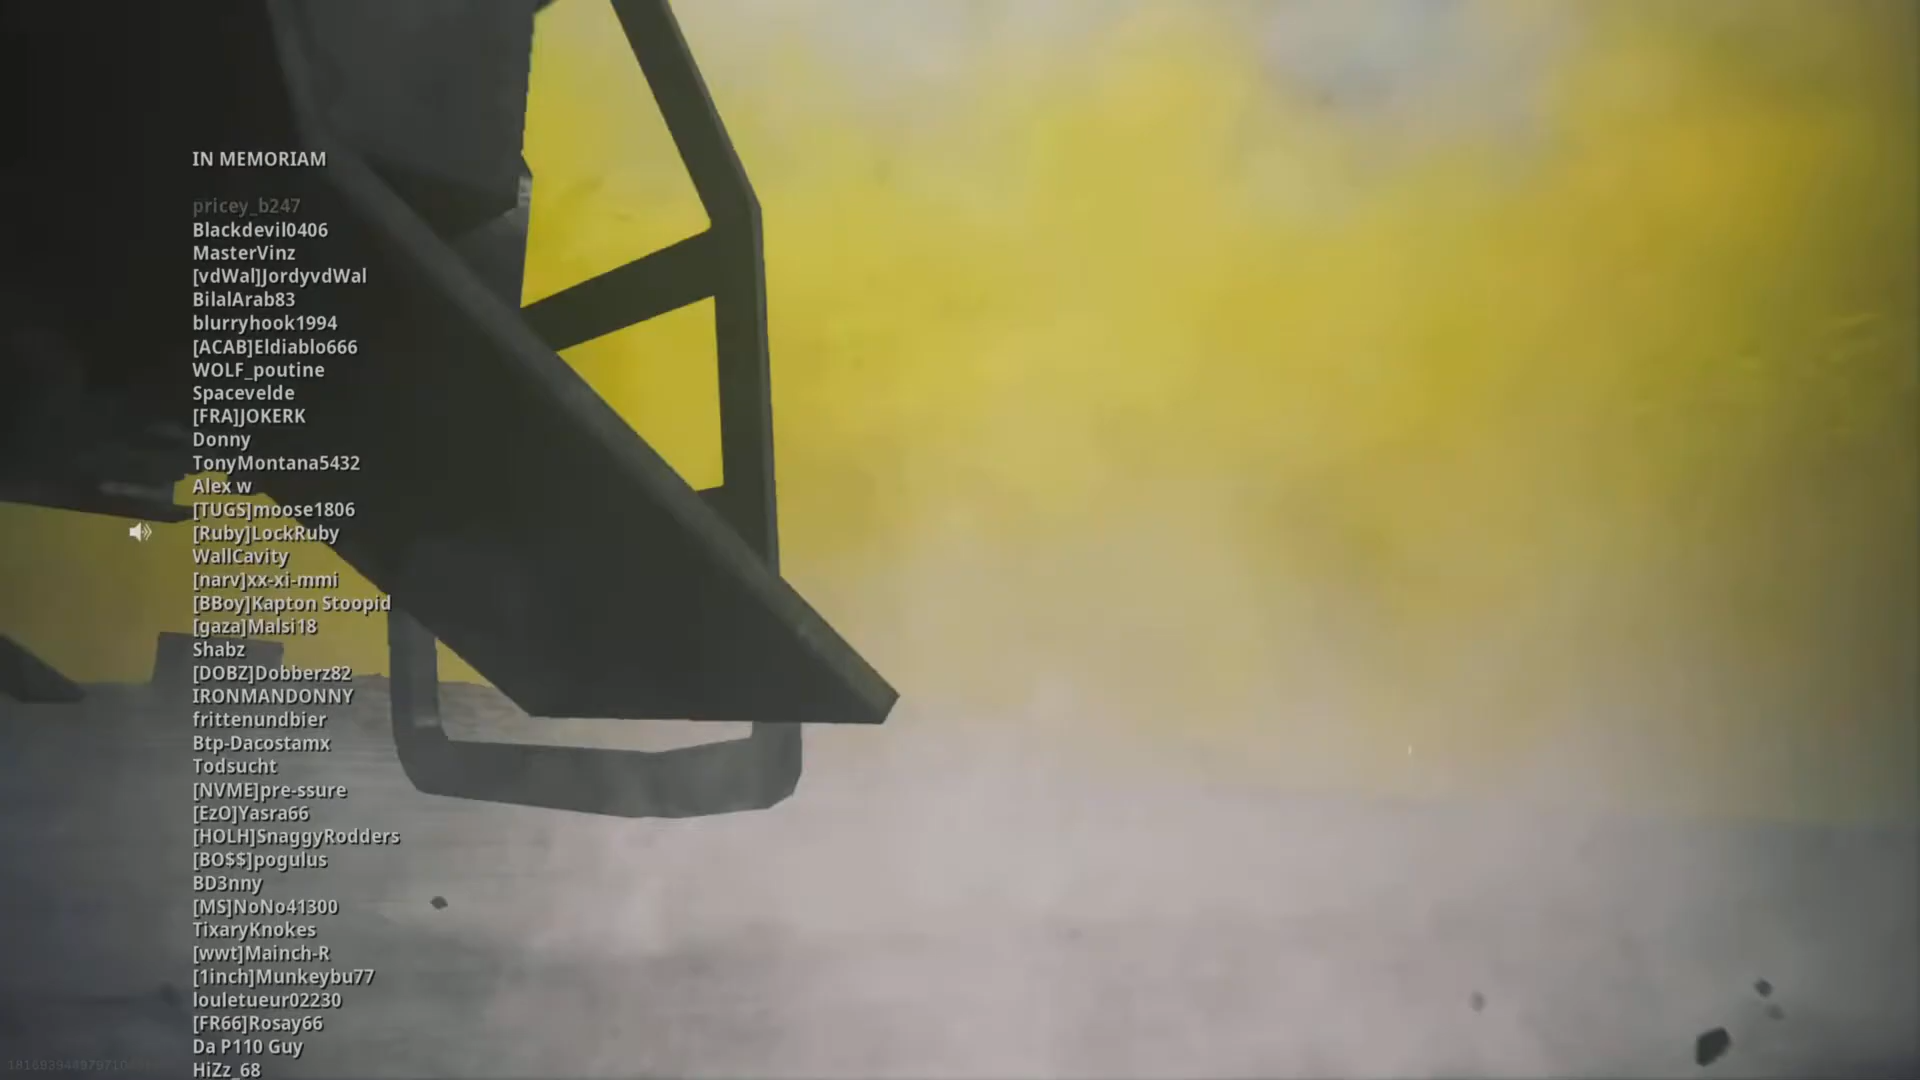 IN MEMORIAM
pricey_b247
Blackdevil0406
MasterVinz
[vdWal]JordyvdWal
BilalArab83
blurryhook1994
[ACAB]Eldiablo666
WOLF_poutine
Spacevelde
[FRA]JOKERK
Donny
TonyMontana5432
Alex w
[TUGS]moose1806
[Ruby]LockRuby
WallCavity
[narv]xx-xi-mmi
[BBoy]Kapton Stoopid
[gaza]Malsi18
Shabz
[DOBZ]Dobberz82
IRONMANDONNY
frittenundbier
Btp-Dacostamx
Todsucht
[NVME]pre-ssure
[EzO]Yasra66
[HOLH]SnaggyRodders
[BO$$]pogulus
BD3nny
[MS]NoNo41300
TixaryKnokes
[wwt]Mainch-R
[1inch]Munkeybu77
louletueur02230
[FR66]Rosay66
Da P110 Guy
HiZz_68